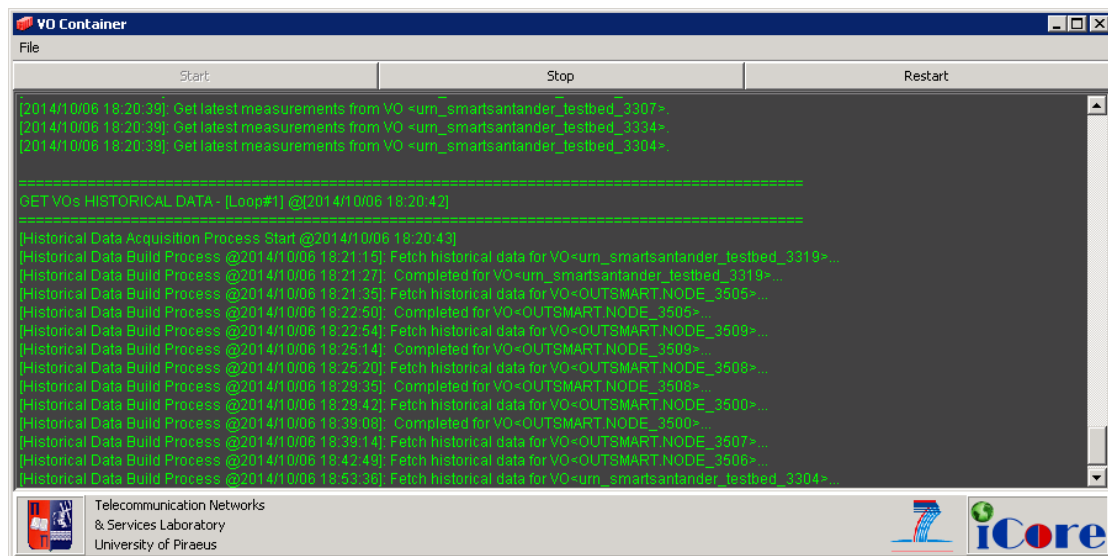 VO Container
File
Start
Stop
Restart
[2014/10/06 18:20:39]: Get latest measurements from VO <urn_smartsantander_testbed_3307>.
[2014/10/06 18:20:39]: Get latest measurements from VO <urn_smartsantander_testbed_3334>.
[2014/10/06 18:20:39]: Get latest measurements from VO <urn_smartsantander_testbed_3304>.
===========================================================================================
GET VOs HISTORICAL DATA - [Loop#1] @[2014/10/06 18:20:42]
===========================================================================================
[Historical Data Acquisition Process Start @2014/10/06 18:20:43]
[Historical Data Build Process @2014/10/06 18:21:15]: Fetch historical data for VO<urn_smartsantander_testbed_3319>...
[Historical Data Build Process @2014/10/06 18:21:27]:  Completed for VO<urn_smartsantander_testbed_3319>...
[Historical Data Build Process @2014/10/06 18:21:35]: Fetch historical data for VO<OUTSMART.NODE_3505>...
[Historical Data Build Process @2014/10/06 18:22:50]:  Completed for VO<OUTSMART.NODE_3505>...
[Historical Data Build Process @2014/10/06 18:22:54]: Fetch historical data for VO<OUTSMART.NODE_3509>...
[Historical Data Build Process @2014/10/06 18:25:14]:  Completed for VO<OUTSMART.NODE_3509>...
[Historical Data Build Process @2014/10/06 18:25:20]: Fetch historical data for VO<OUTSMART.NODE_3508>...
[Historical Data Build Process @2014/10/06 18:29:35]:  Completed for VO<OUTSMART.NODE_3508>...
[Historical Data Build Process @2014/10/06 18:29:42]: Fetch historical data for VO<OUTSMART.NODE_3500>...
[Historical Data Build Process @2014/10/06 18:39:08]:  Completed for VO<OUTSMART.NODE_3500>...
[Historical Data Build Process @2014/10/06 18:39:14]: Fetch historical data for VO<OUTSMART.NODE_3507>...
[Historical Data Build Process @2014/10/06 18:42:49]: Fetch historical data for VO<OUTSMART.NODE_3506>...
[Historical Data Build Process @2014/10/06 18:53:36]: Fetch historical data for VO<urn_smartsantander_testbed_3304>...
Telecommunication Networks
& Services Laboratory
University of Piraeus
7
iCore